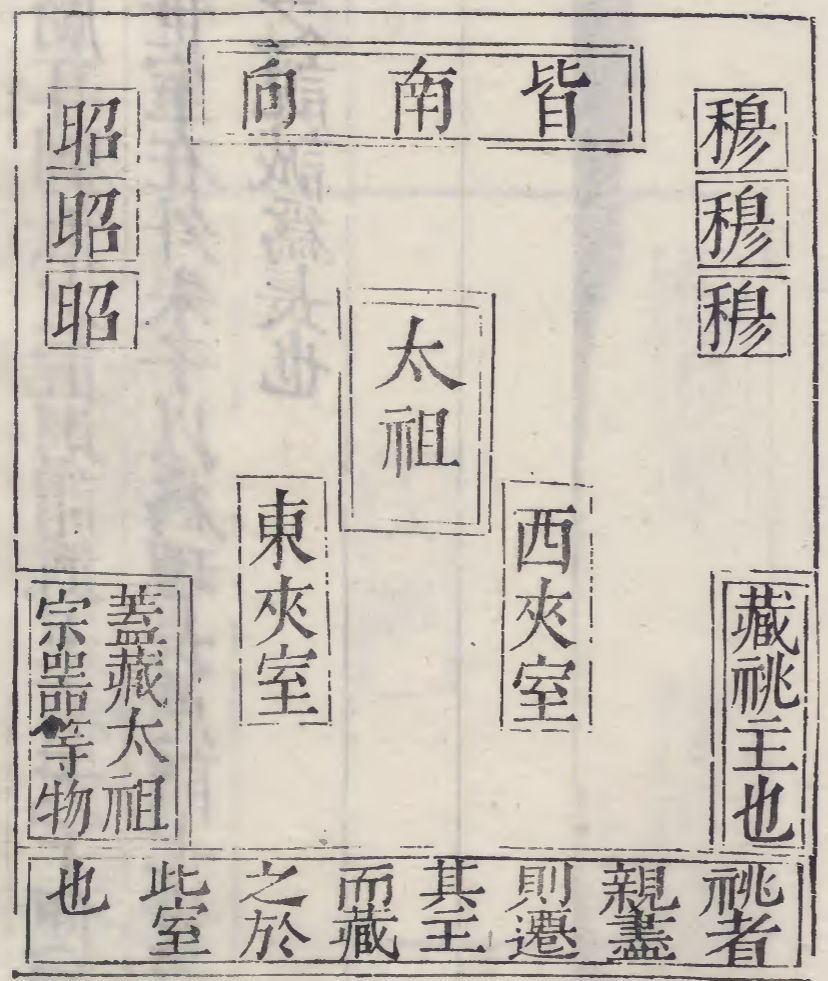 皆南向
穆
穆
穆
昭
昭
昭
太祖
西夾室
東夾室
藏祧主也
蓋藏太祖
宗噐等物
祧者
親盡
則遷
其主
而藏
之於
此室
也